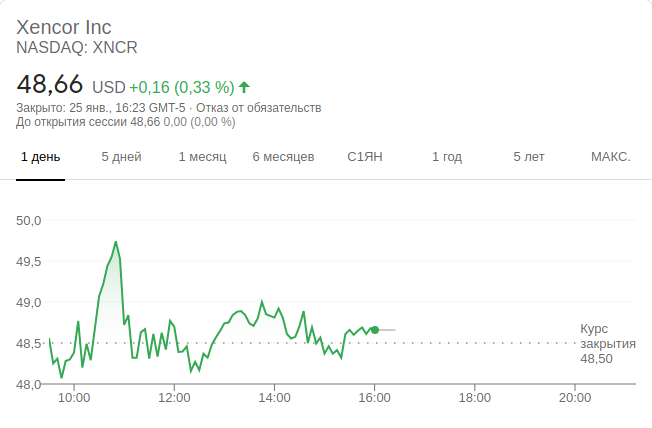 Xencor Inc
NASDAQ: XNCR
48,66 USD +0,16 (0,33 %)
Закрыто: 25 янв., 16:23 GMT-5 · Отказ от обязательств
До открытия сессии 48,66 0,00 (0,00 %)
1 день 5 дней 1 месяц 6 месяцев С1ЯН 1 год 5 лет МАКС.
50,0
49,5
49,0
48,5
48,0
Курс
закрытия
48,50
10:00 12:00 14:00 16:00 18:00 20:00